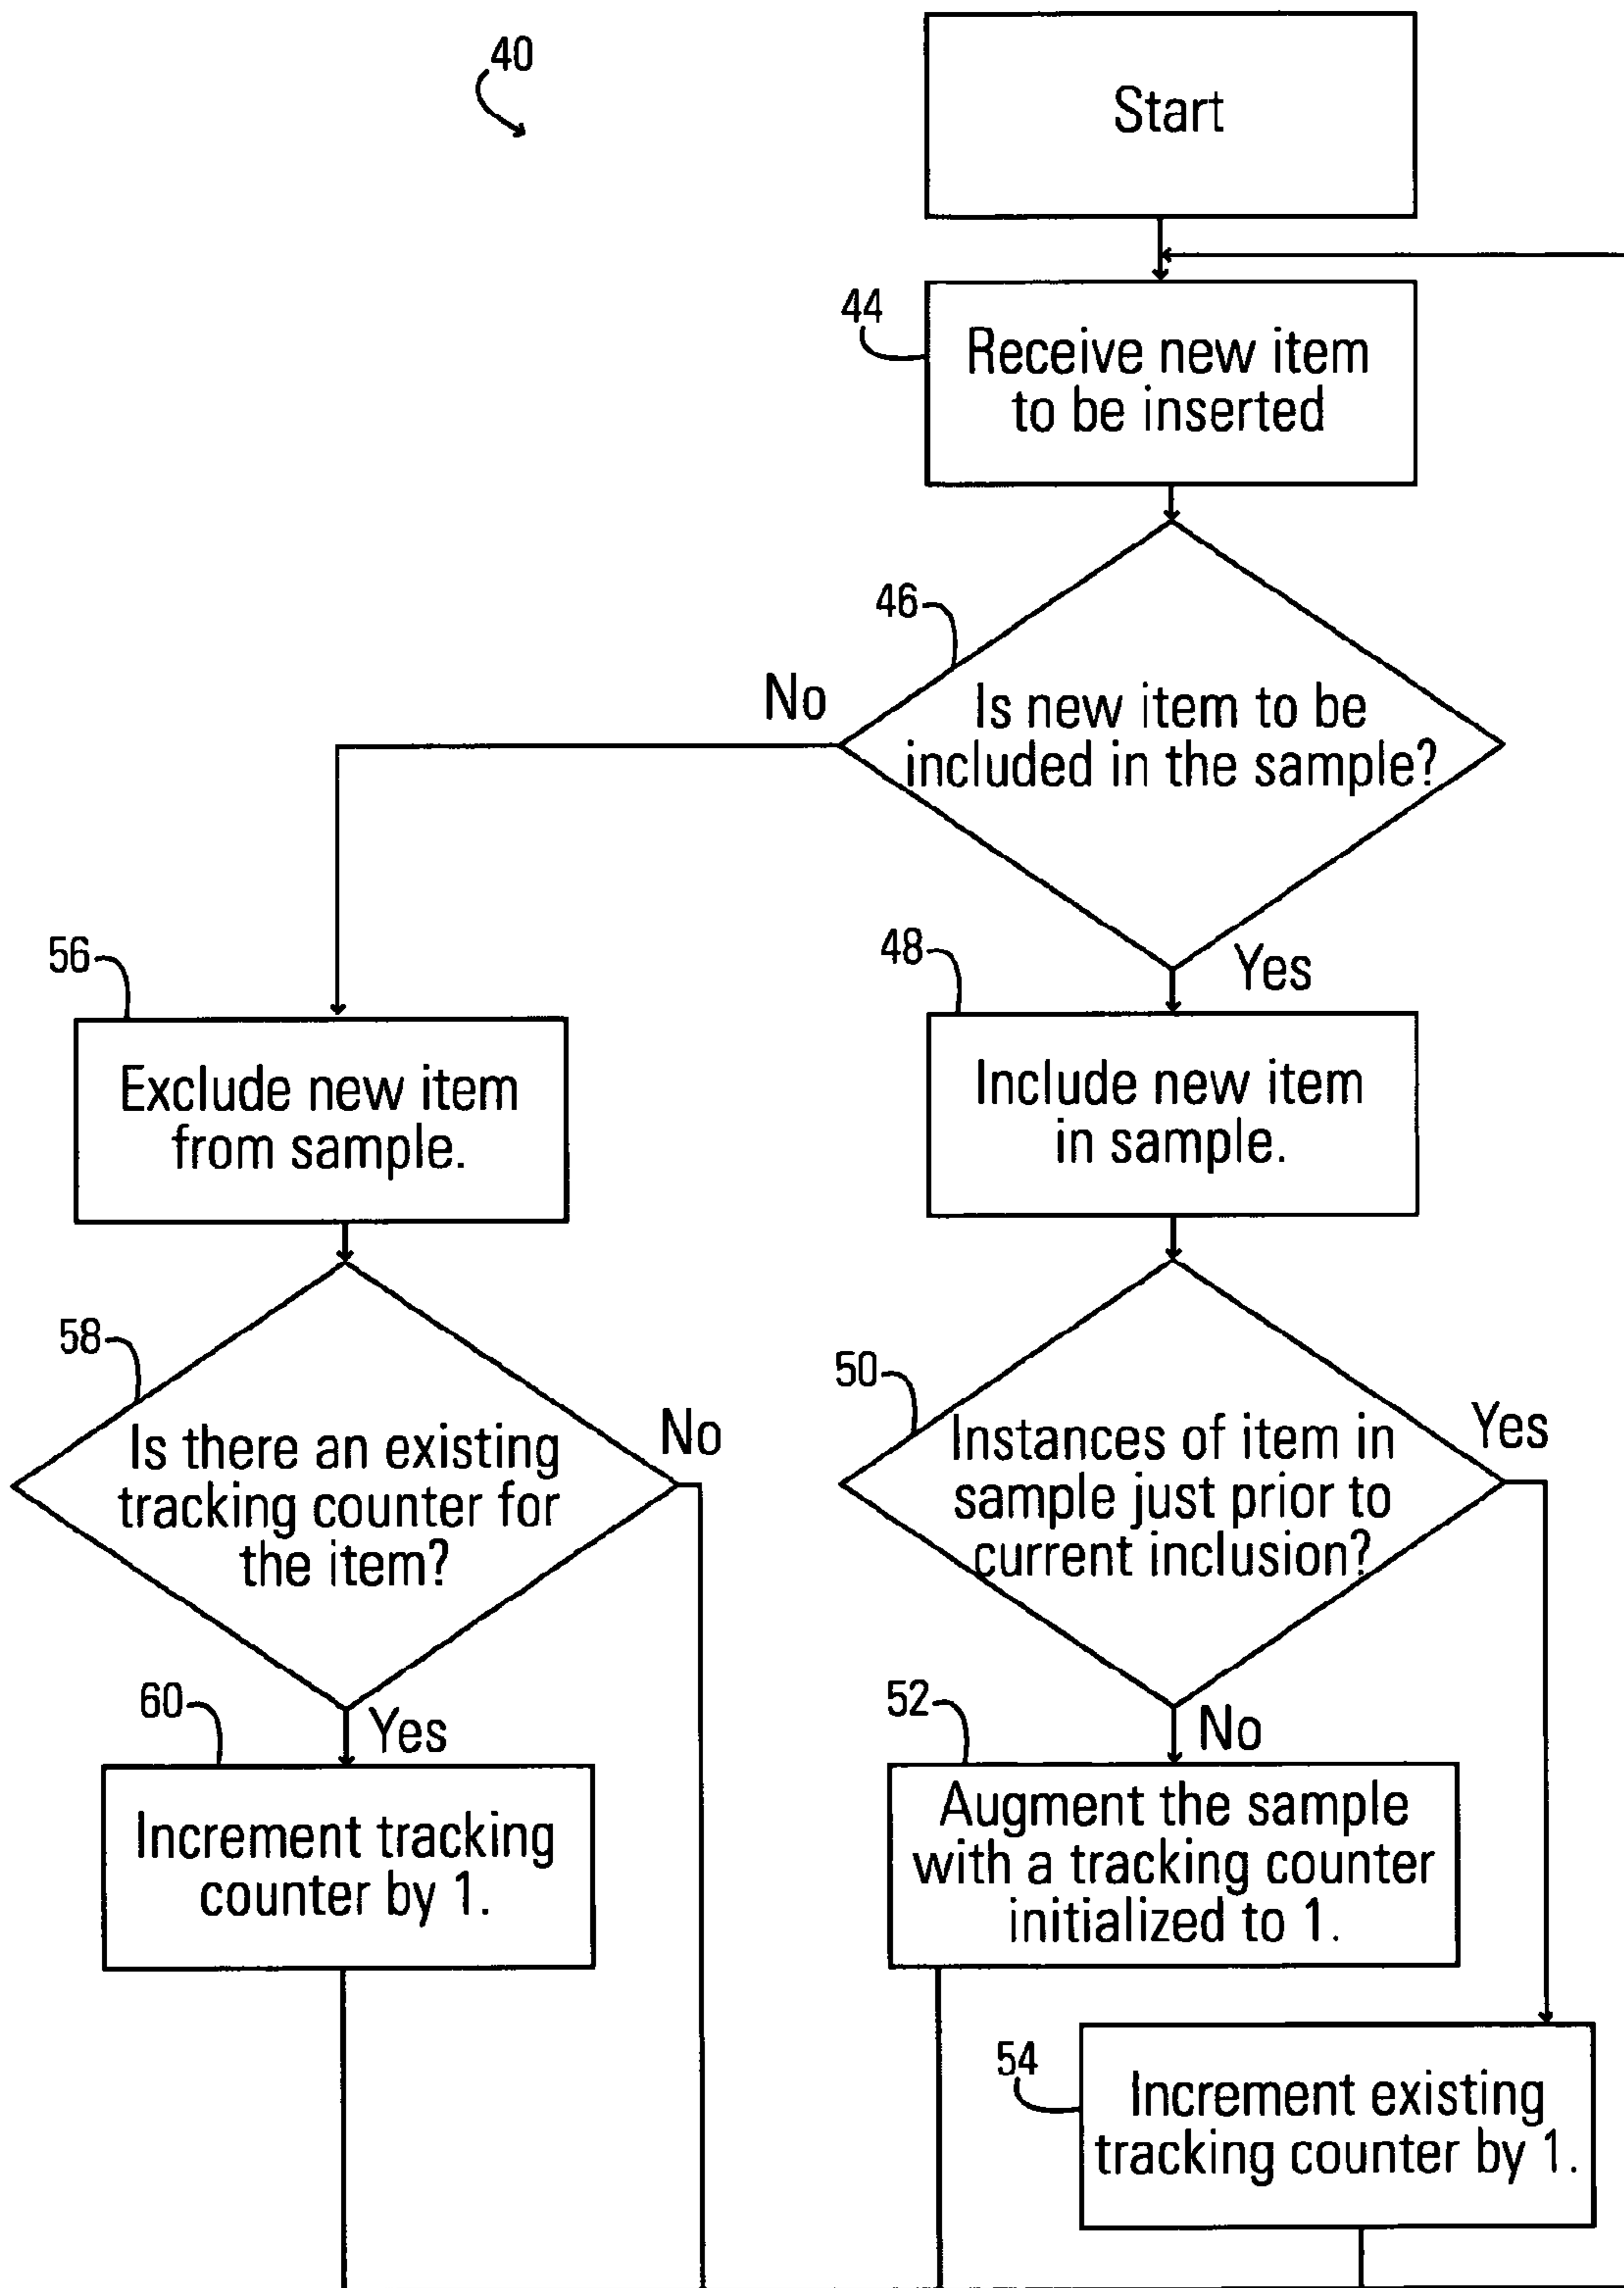 40
Start
44
Receive new item
to be inserted
46
No
Is new item to be
included in the sample?
Yes
56
Exclude new item
from sample.
48
Include new item
in sample.
58
Is there an existing
tracking counter for
the item?
No
50
Instances of item in
sample just prior to
current inclusion?
Yes
60
Yes
Increment tracking
counter by 1.
52
No
Augment the sample
with a tracking counter
initialized to 1.
54
Increment existing
tracking counter by 1.